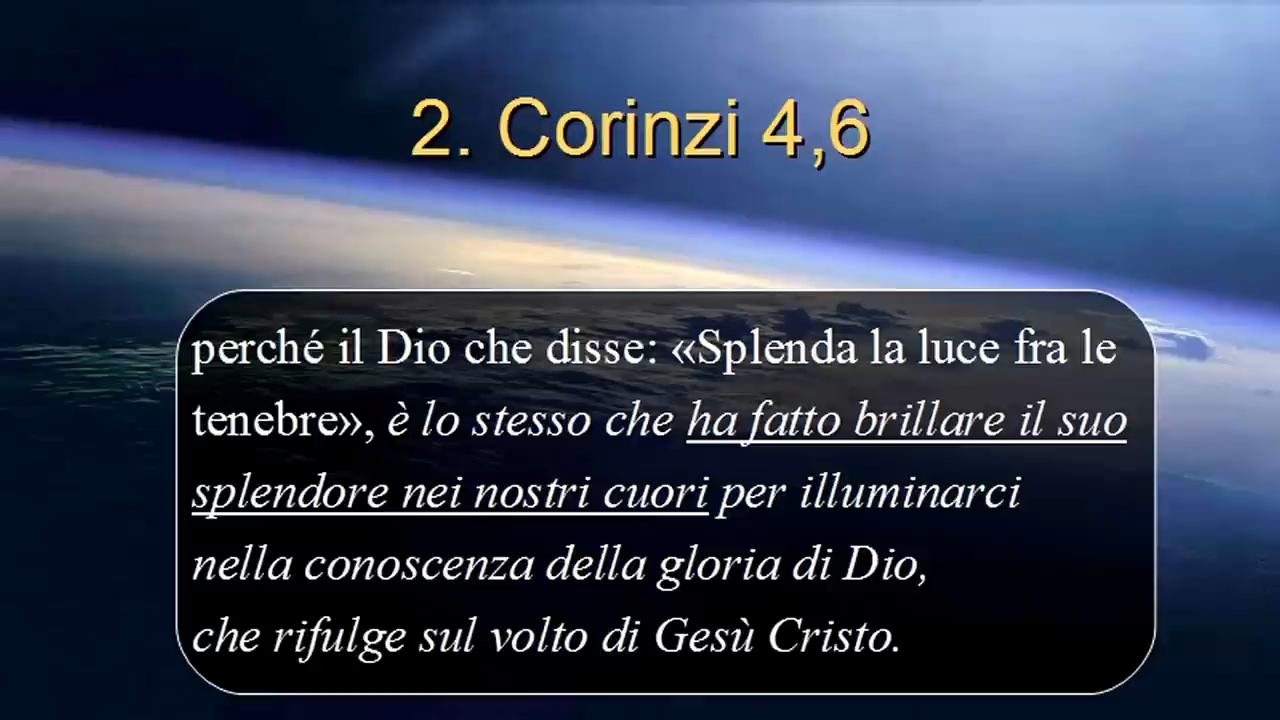 2. Corinzi 4,6
perché il Dio che disse: «Splenda la luce fra le
tenebre», è lo stesso che ha fatto brillare il suo
splendore nei nostri cuori per illuminarci
nella conoscenza della gloria di Dio,
che rifulge sul volto di Gesù Cristo.